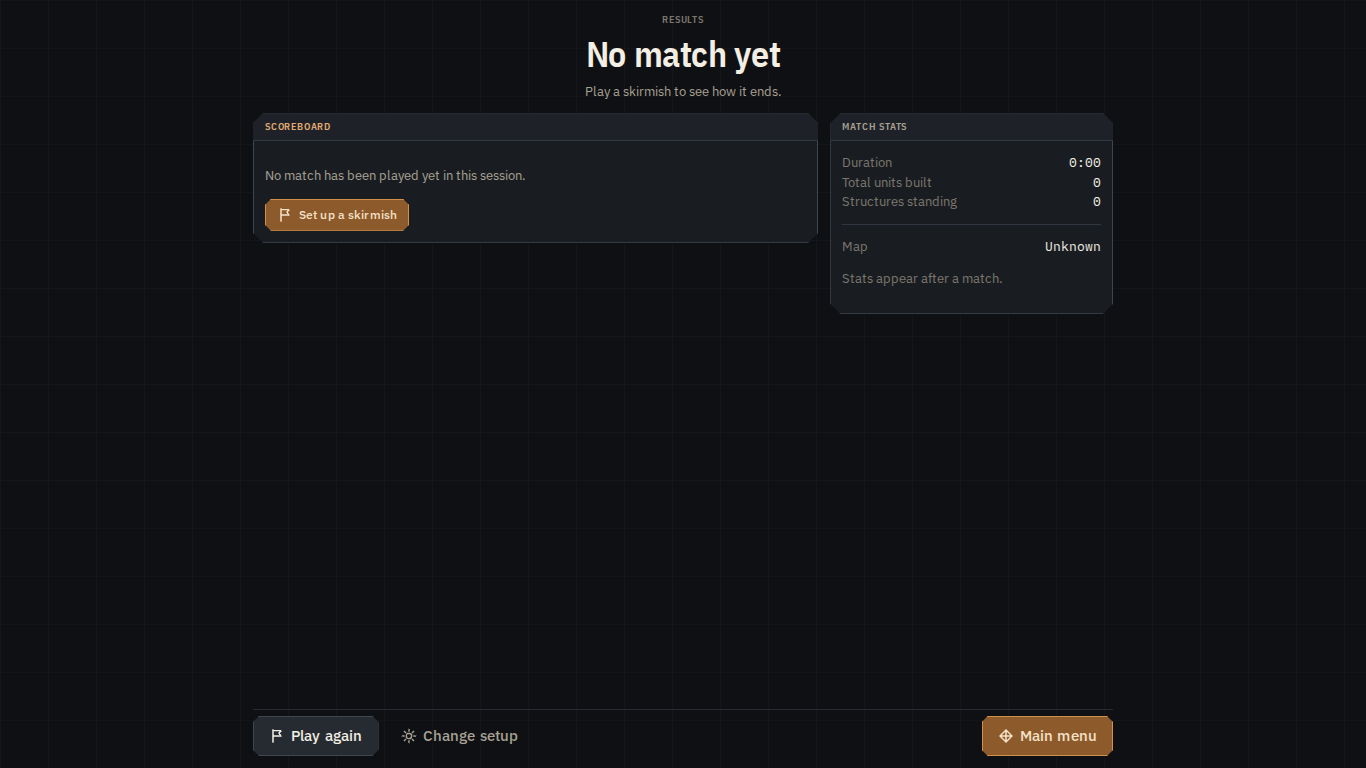 RESULTS
No match yet
Play a skirmish to see how it ends.
SCOREBOARD
No match has been played yet in this session.
Set up a skirmish
MATCH STATS
Duration 0:00
Total units built 0
Structures standing 0
Map Unknown
Stats appear after a match.
Play again
Change setup
Main menu